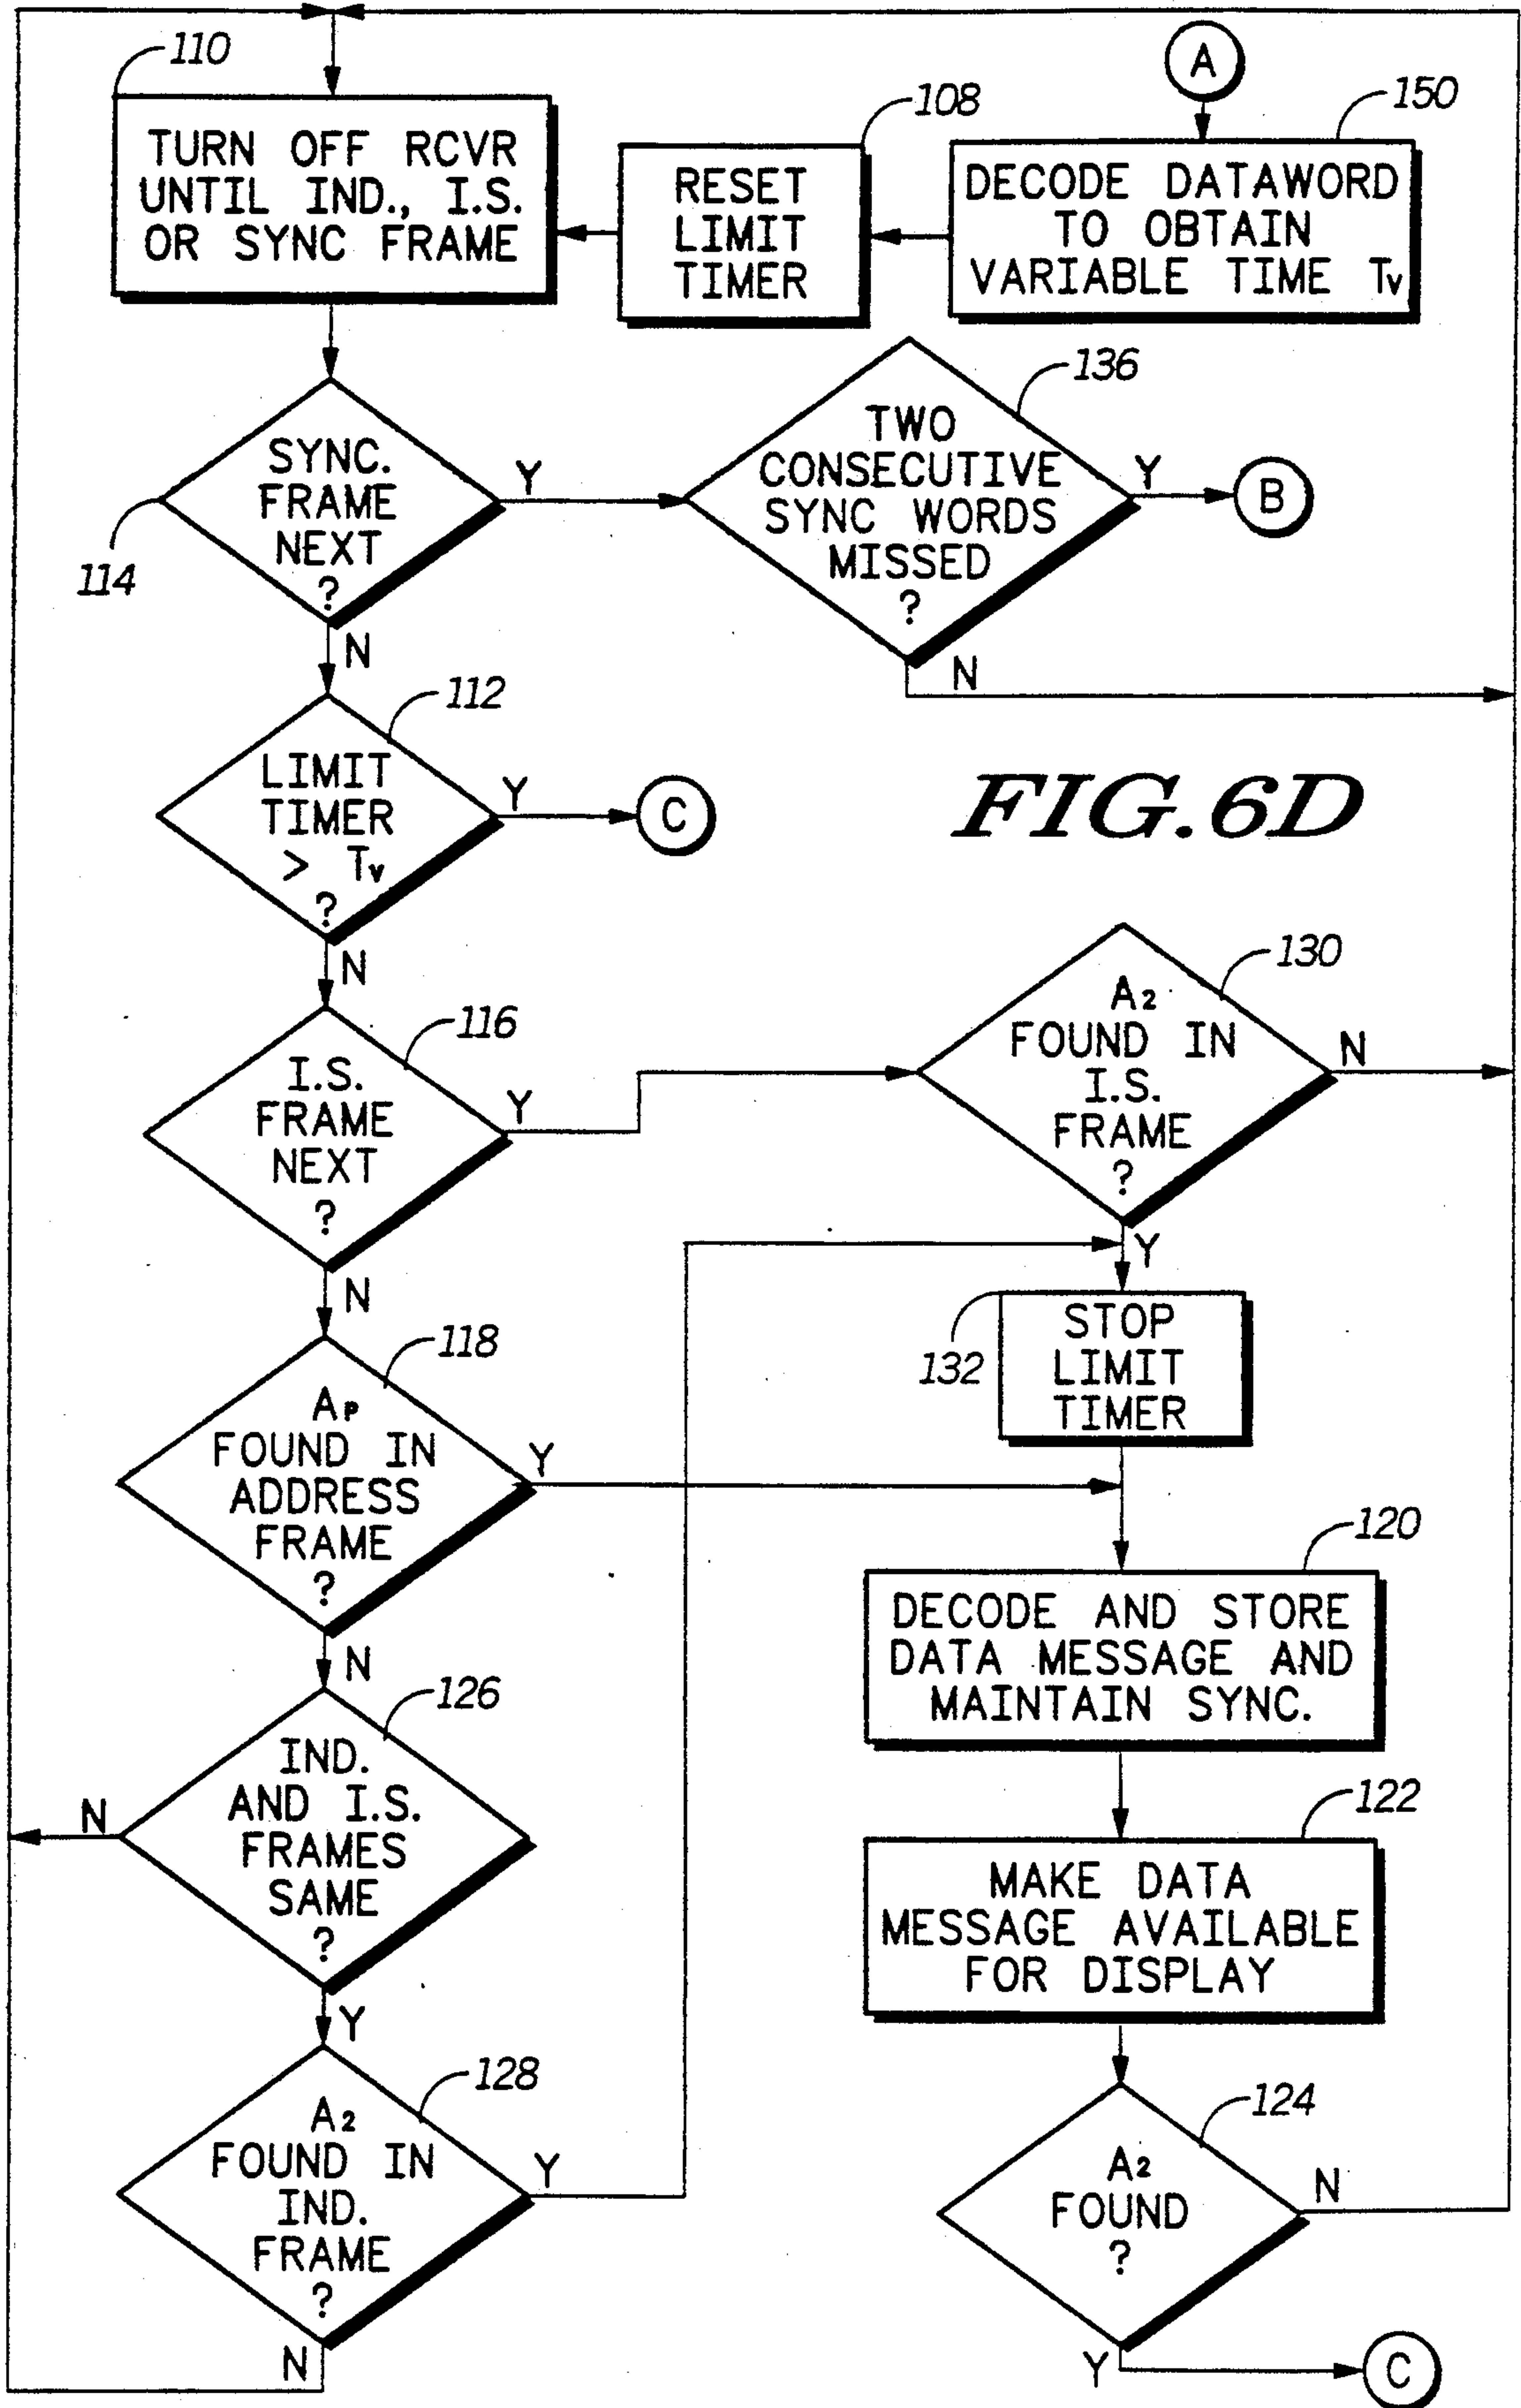 110
TURN OFF RCVR
UNTIL IND., I.S.
OR SYNC FRAME
108
RESET
LIMIT
TIMER
A
150
DECODE DATAWORD
TO OBTAIN
VARIABLE TIME Tv
114
SYNC.
FRAME
NEXT
?
Y
N
136
TWO
CONSECUTIVE
SYNC WORDS
MISSED
?
Y
B
N
112
LIMIT
TIMER
> Tv
?
Y
C
N
FIG.6D
116
I.S.
FRAME
NEXT
?
Y
N
130
A2
FOUND IN
I.S.
FRAME
?
N
Y
132
STOP
LIMIT
TIMER
118
AP
FOUND IN
ADDRESS
FRAME
?
Y
N
120
DECODE AND STORE
DATA MESSAGE AND
MAINTAIN SYNC.
126
IND.
AND I.S.
FRAMES
SAME
?
N
Y
122
MAKE DATA
MESSAGE AVAILABLE
FOR DISPLAY
128
A2
FOUND IN
IND.
FRAME
?
Y
N
124
A2
FOUND
?
N
Y
C